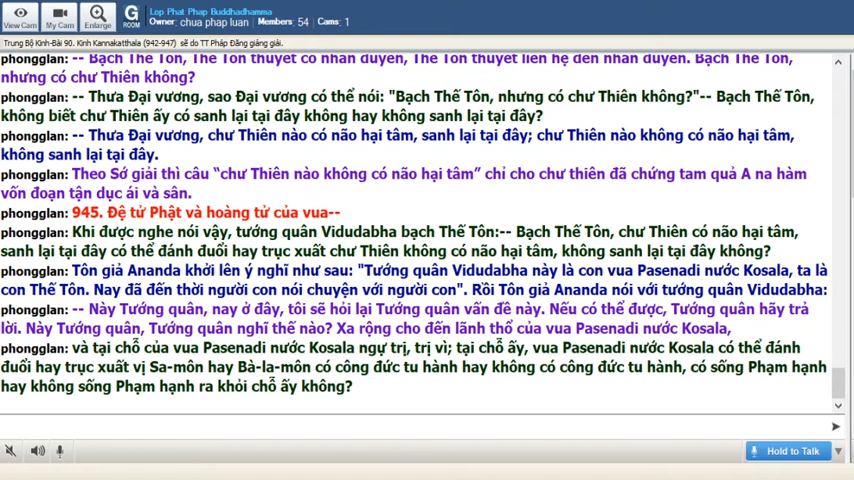 View Cam
My Cam
Enlarge
G
ROOM
Lop Phat Phap Buddhadhamma
Owner: chua phap luan Members: 54 Cams: 1
Trung Bộ Kinh-Bài 90. Kinh Kannakatthala (942-947) sẽ do TT Pháp Đăng giảng giải.
phongglan: -- Bạch Thế Tôn, Thế Tôn thuyết có nhân duyên, Thế Tôn thuyết liên hệ đến nhân duyên. Bạch Thế Tôn,
nhưng có chư Thiên không?
phongglan: -- Thưa Đại vương, sao Đại vương có thể nói: "Bạch Thế Tôn, nhưng có chư Thiên không?"-- Bạch Thế Tôn,
không biết chư Thiên ấy có sanh lại tại đây không hay không sanh lại tại đây?
phongglan: -- Thưa Đại vương, chư Thiên nào có não hại tâm, sanh lại tại đây; chư Thiên nào không có não hại tâm,
không sanh lại tại đây.
phongglan: Theo Sớ giải thì câu “chư Thiên nào không có não hại tâm” chỉ cho chư thiên đã chứng tam quả A na hàm
vốn đoạn tận dục ái và sân.
phongglan: 945. Đệ tử Phật và hoàng tử của vua--
phongglan: Khi được nghe nói vậy, tướng quân Vidudabha bạch Thế Tôn:-- Bạch Thế Tôn, chư Thiên có não hại tâm,
sanh lại tại đây có thể đánh đuổi hay trục xuất chư Thiên không có não hại tâm, không sanh lại tại đây không?
phongglan: Tôn giả Ananda khởi lên ý nghĩ như sau: "Tướng quân Vidudabha này là con vua Pasenadi nước Kosala, ta là
con Thế Tôn. Nay đã đến thời người con nói chuyện với người con". Rồi Tôn giả Ananda nói với tướng quân Vidudabha:
phongglan: -- Này Tướng quân, nay ở đây, tôi sẽ hỏi lại Tướng quân vấn đề này. Nếu có thể được, Tướng quân hãy trả
lời. Này Tướng quân, Tướng quân nghĩ thế nào? Xa rộng cho đến lãnh thổ của vua Pasenadi nước Kosala,
phongglan: và tại chỗ của vua Pasenadi nước Kosala ngự trị, trị vì; tại chỗ ấy, vua Pasenadi nước Kosala có thể đánh
đuổi hay trục xuất vị Sa-môn hay Bà-la-môn có công đức tu hành hay không có công đức tu hành, có sống Phạm hạnh
hay không sống Phạm hạnh ra khỏi chỗ ấy không?
Hold to Talk